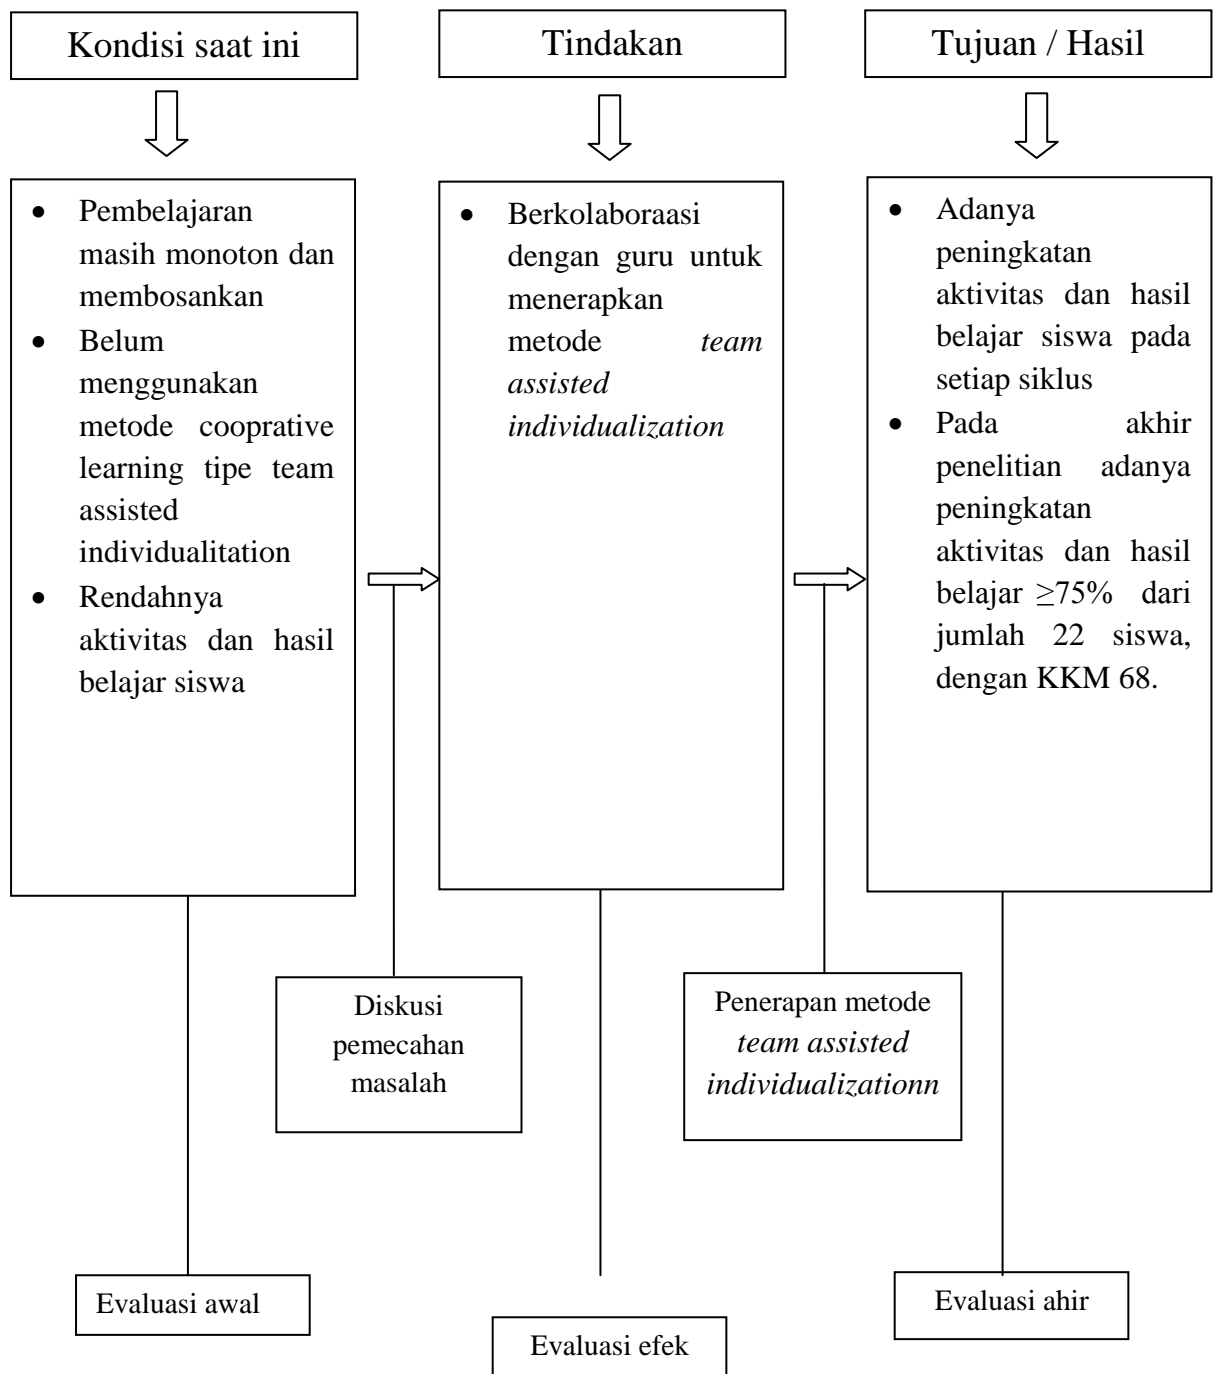 Kondisi saat ini
Tindakan
Tujuan / Hasil
• Pembelajaran
masih monoton dan
membosankan
• Belum
menggunakan
metode cooprative
learning tipe team
assisted
individualitation
• Rendahnya
aktivitas dan hasil
belajar siswa
• Berkolaboraasi
dengan guru untuk
menerapkan
metode team
assisted
individualization
• Adanya
peningkatan
aktivitas dan hasil
belajar siswa pada
setiap siklus
• Pada akhir
penelitian adanya
peningkatan
aktivitas dan hasil
belajar ≥75% dari
jumlah 22 siswa,
dengan KKM 68.
Diskusi
pemecahan
masalah
Penerapan metode
team assisted
individualizationn
Evaluasi awal
Evaluasi efek
Evaluasi ahir